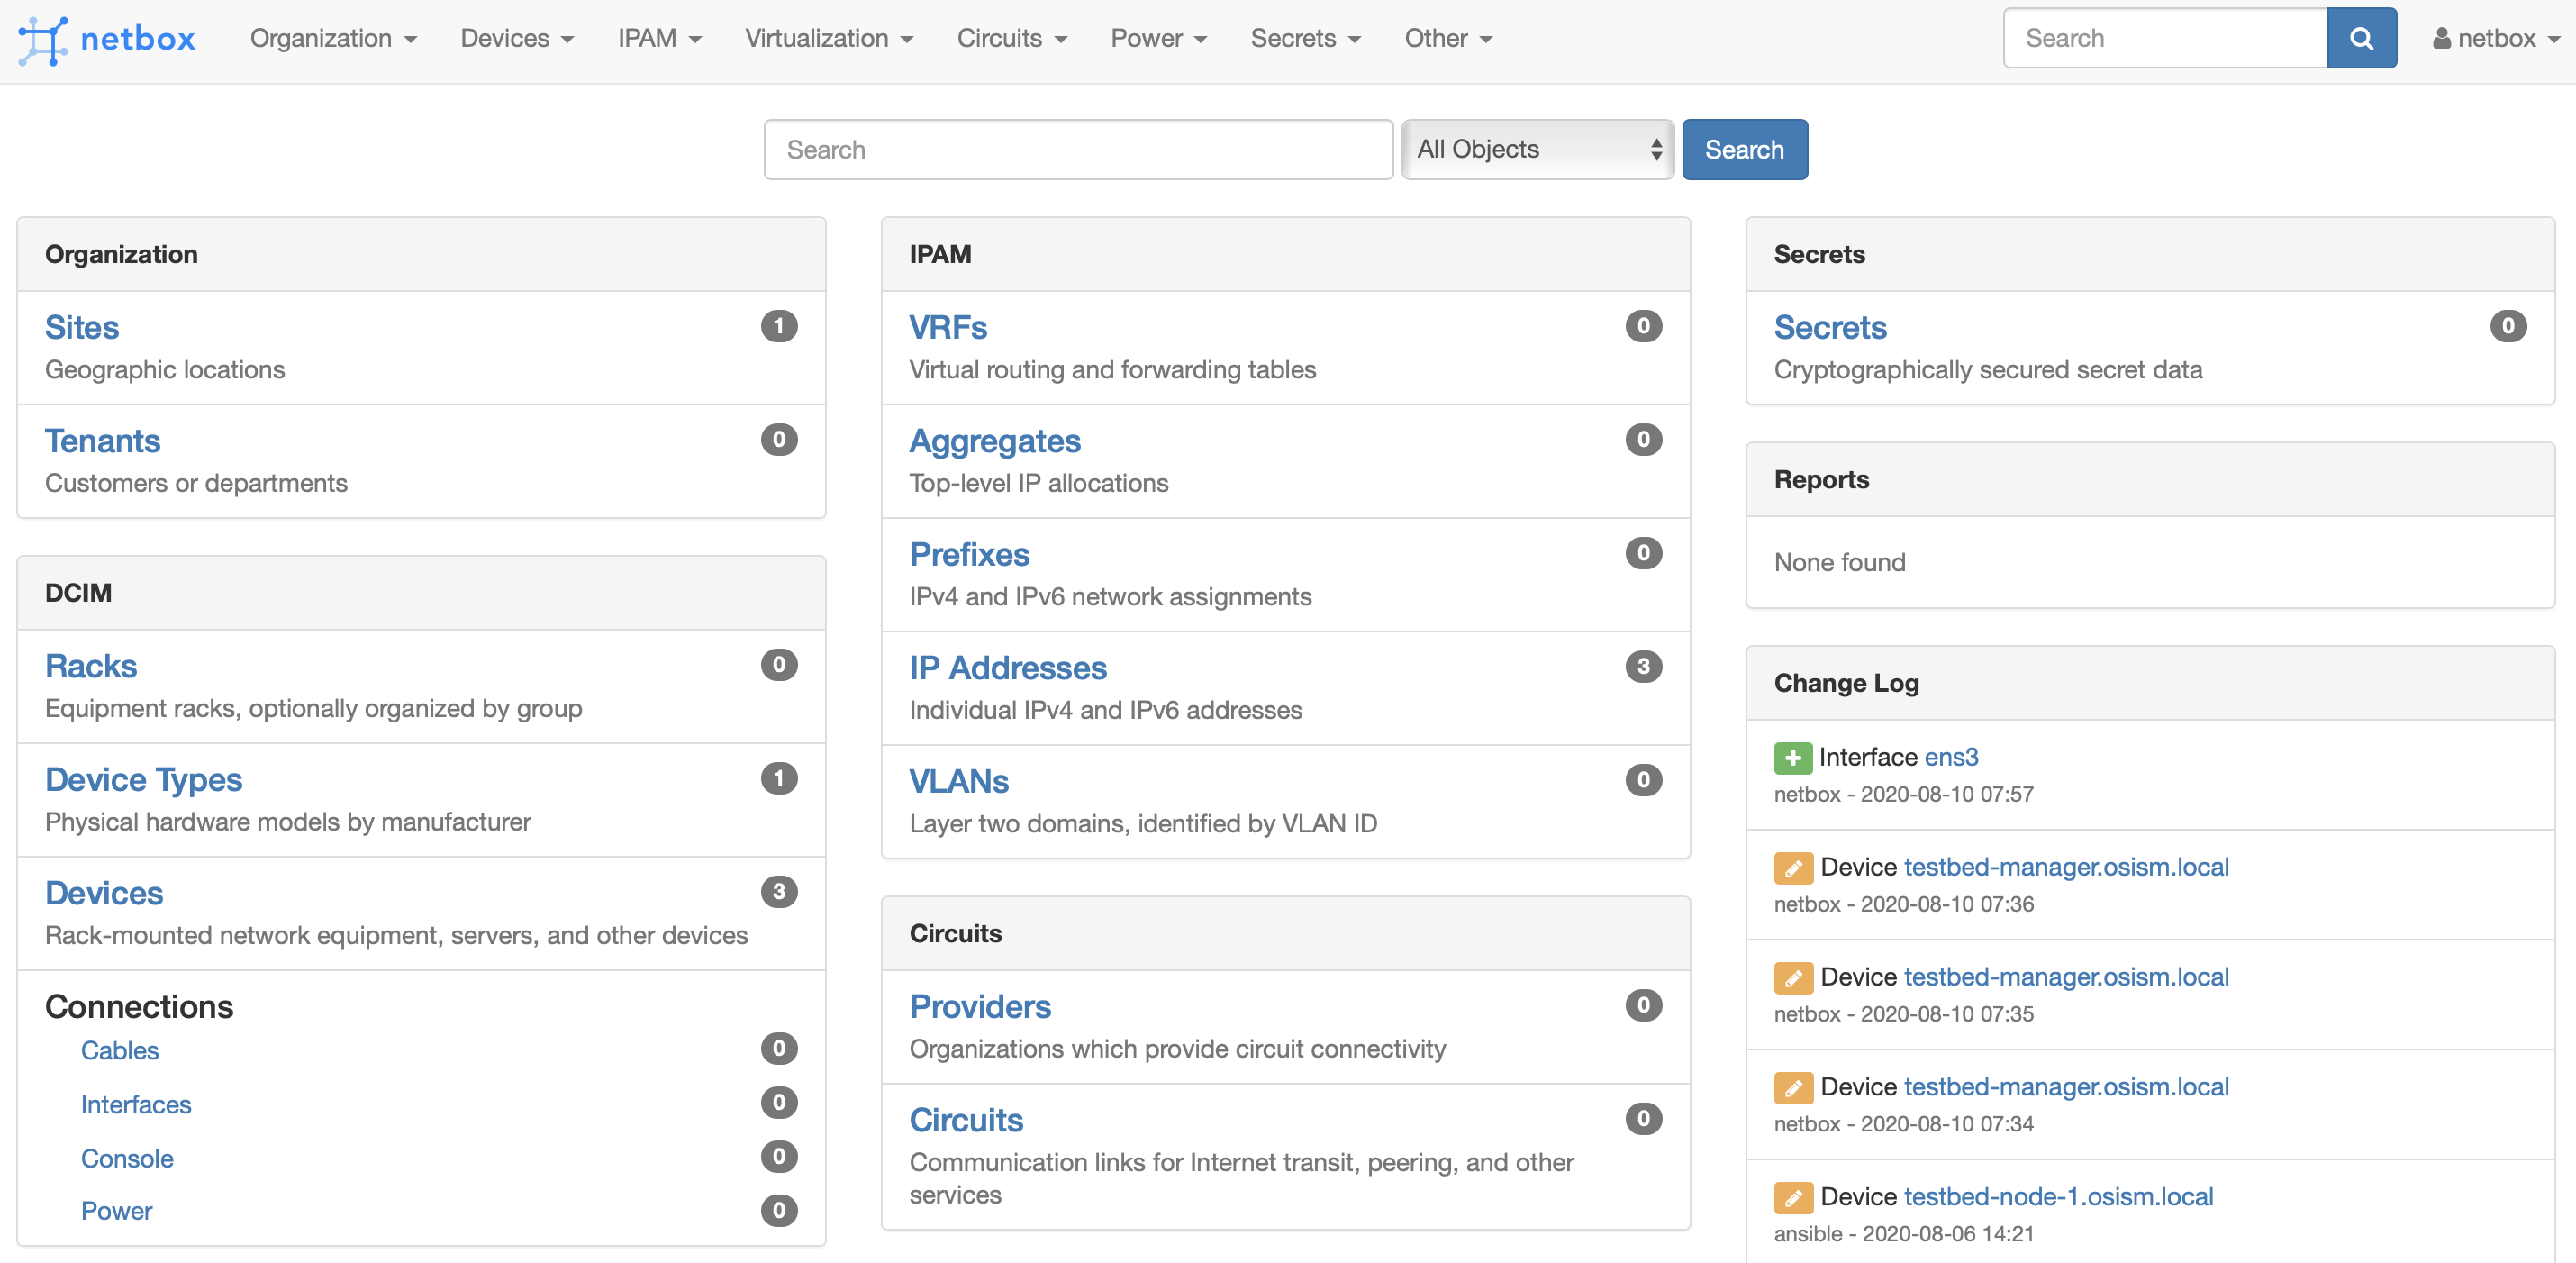 netbox Organization Devices IPAM Virtualization Circuits Power Secrets Other Search netbox
Search All Objects Search
Organization
Sites 1
Geographic locations
Tenants 0
Customers or departments
DCIM
Racks 0
Equipment racks, optionally organized by group
Device Types 1
Physical hardware models by manufacturer
Devices 3
Rack-mounted network equipment, servers, and other devices
Connections
Cables 0
Interfaces 0
Console 0
Power 0
IPAM
VRFs 0
Virtual routing and forwarding tables
Aggregates 0
Top-level IP allocations
Prefixes 0
IPv4 and IPv6 network assignments
IP Addresses 3
Individual IPv4 and IPv6 addresses
VLANs 0
Layer two domains, identified by VLAN ID
Circuits
Providers 0
Organizations which provide circuit connectivity
Circuits 0
Communication links for Internet transit, peering, and other
services
Secrets
Secrets 0
Cryptographically secured secret data
Reports
None found
Change Log
Interface ens3
netbox - 2020-08-10 07:57
Device testbed-manager.osism.local
netbox - 2020-08-10 07:36
Device testbed-manager.osism.local
netbox - 2020-08-10 07:35
Device testbed-manager.osism.local
netbox - 2020-08-10 07:34
Device testbed-node-1.osism.local
ansible - 2020-08-06 14:21